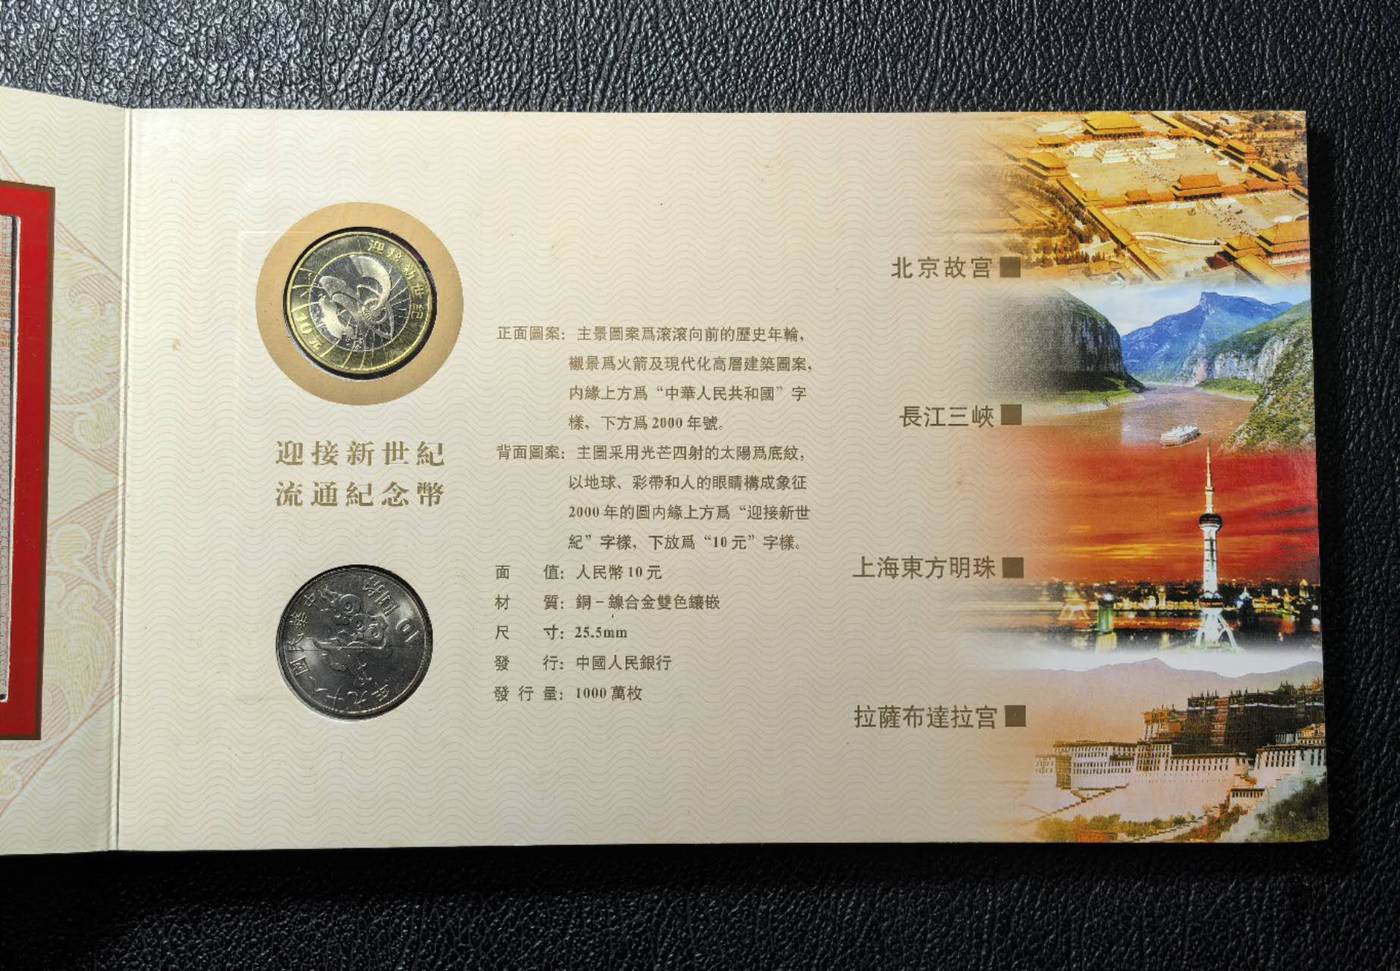 迎接新世紀
10元
迎接新世紀
流通紀念幣
正面圖案：主景圖案爲滾滾向前的歷史年輪，
襯景爲火箭及現代化高層建築圖案，
内緣上方爲“中華人民共和國”字
樣、下方爲2000年號。
背面圖案：主圖采用光芒四射的太陽爲底紋，
以地球、彩帶和人的眼睛構成象征
2000年的圖内緣上方爲“迎接新世
紀”字樣，下放爲“10元”字樣。
面 值：人民幣10元
材 質：銅－鎳合金雙色鑲嵌
尺 寸：25.5mm
發 行：中國人民銀行
發 行 量：1000萬枚
北京故宮■
長江三峽■
上海東方明珠■
拉薩布達拉宮■